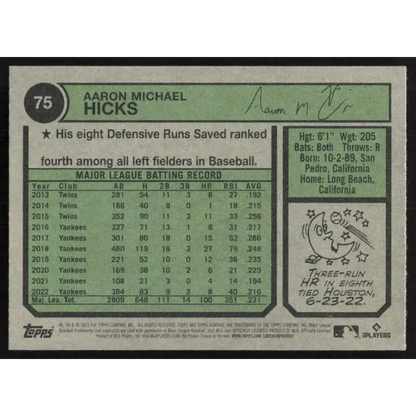 75
AARON MICHAEL
HICKS
Aaron M
★ His eight Defensive Runs Saved ranked
fourth among all left fielders in Baseball.
MAJOR LEAGUE BATTING RECORD
Year Club AB H 2B 3B HR RBI AVG
2013 Twins 281 54 11 3 8 27 .192
2014 Twins 186 40 8 0 1 18 .215
2015 Twins 352 90 11 3 11 33 .256
2016 Yankees 327 71 13 1 8 31 .217
2017 Yankees 301 80 18 0 15 52 .266
2018 Yankees 480 119 18 3 27 79 .248
2019 Yankees 221 52 10 0 12 36 .235
2020 Yankees 169 38 10 2 6 21 .225
2021 Yankees 108 21 3 0 4 14 .194
2022 Yankees 384 83 9 2 8 40 .216
Maj. Lea. Tot. 2809 648 111 14 100 351 .231
Hgt: 6'1" Wgt: 205
Bats: Both Throws: R
Born: 10-2-89, San
Pedro, California
Home: Long Beach,
California
THREE-RUN
HR IN EIGHTH
TIED HOUSTON,
6-23-22.
Topps
PLAYERS